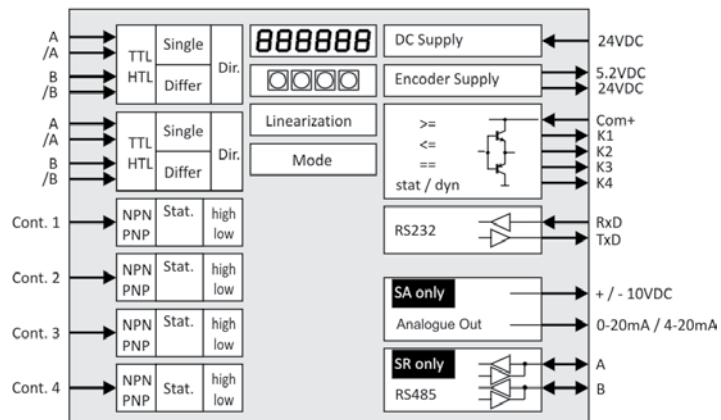 A
/A
B
/B
TTL
HTL
Single
Differ
Dir.
A
/A
B
/B
TTL
HTL
Single
Differ
Dir.
Cont. 1
NPN
PNP
Stat.
high
low
Cont. 2
NPN
PNP
Stat.
high
low
Cont. 3
NPN
PNP
Stat.
high
low
Cont. 4
NPN
PNP
Stat.
high
low
888888
Linearization
Mode
DC Supply
24VDC
Encoder Supply
5.2VDC
24VDC
>=
<=
==
stat / dyn
Com+
K1
K2
K3
K4
RS232
RxD
TxD
SA only
Analogue Out
+ / - 10VDC
0-20mA / 4-20mA
SR only
RS485
A
B